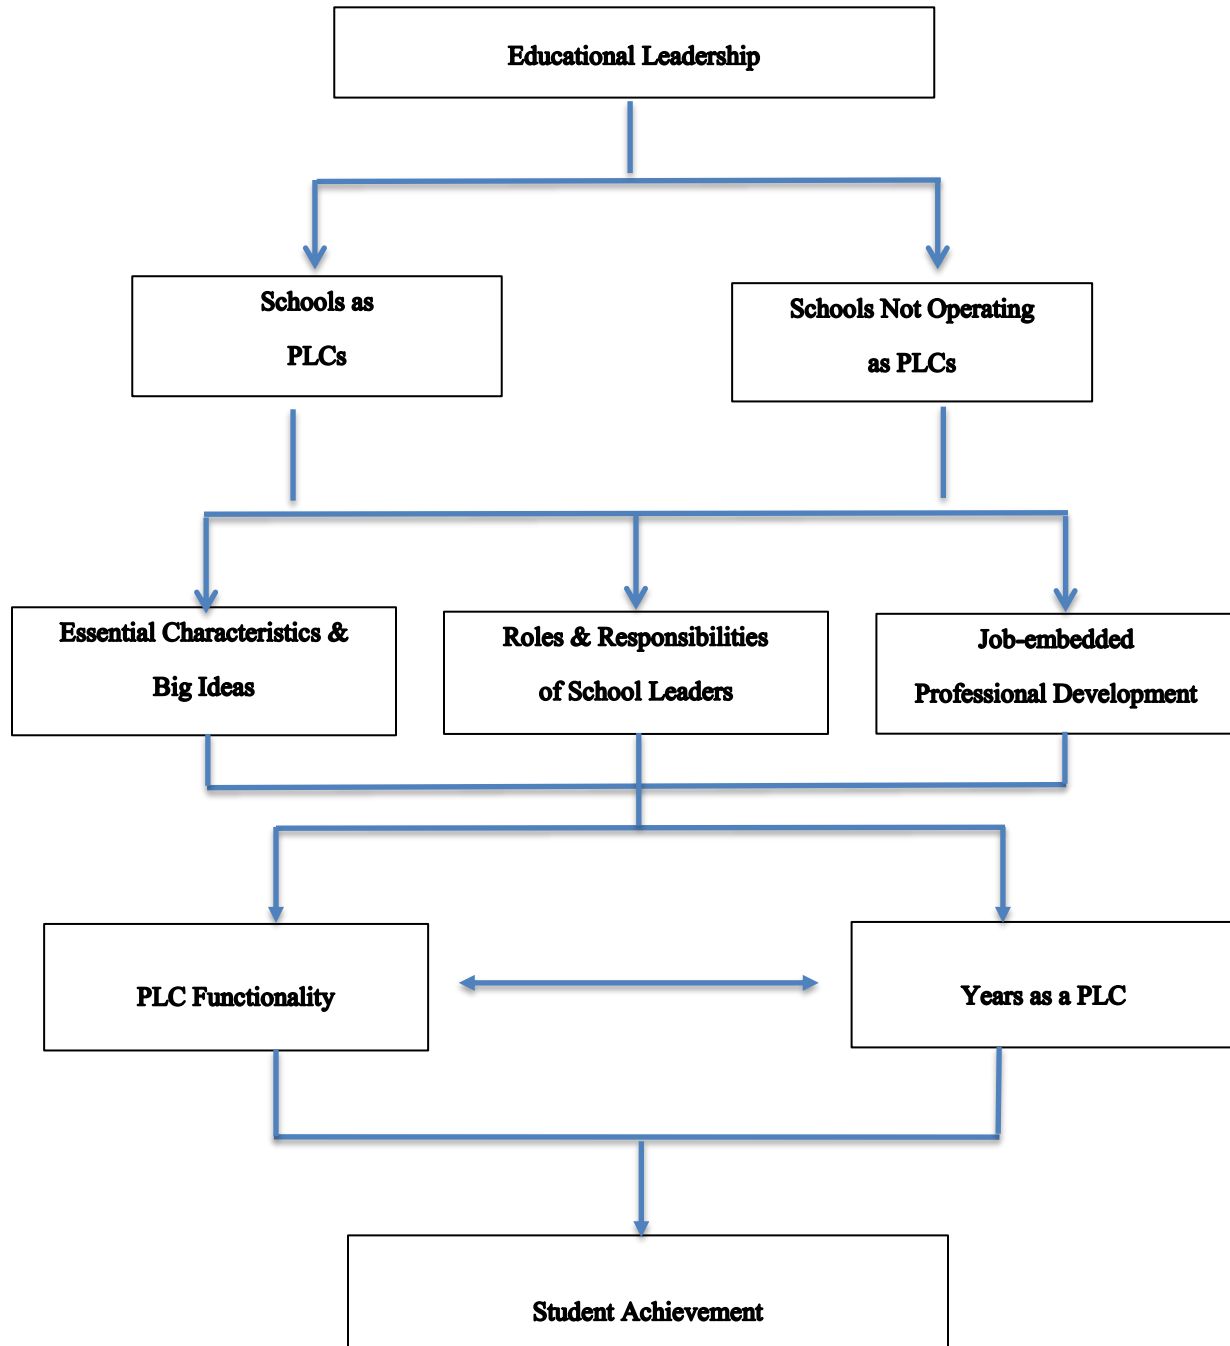 Educational Leadership
Schools as
PLCs
Schools Not Operating
as PLCs
Essential Characteristics &
Big Ideas
Roles & Responsibilities
of School Leaders
Job-embedded
Professional Development
PLC Functionality
Years as a PLC
Student Achievement